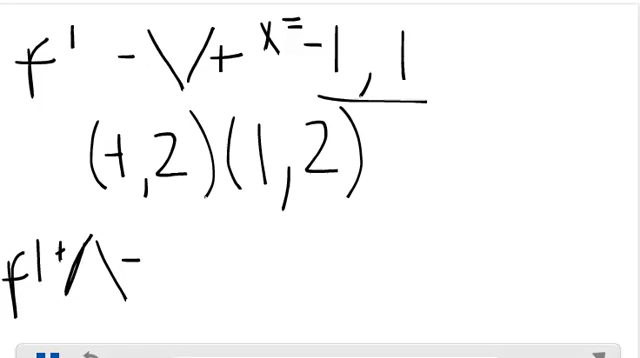 f' - \/ + x = -1, 1
(-1, 2) (1, 2)
f' + /\ -